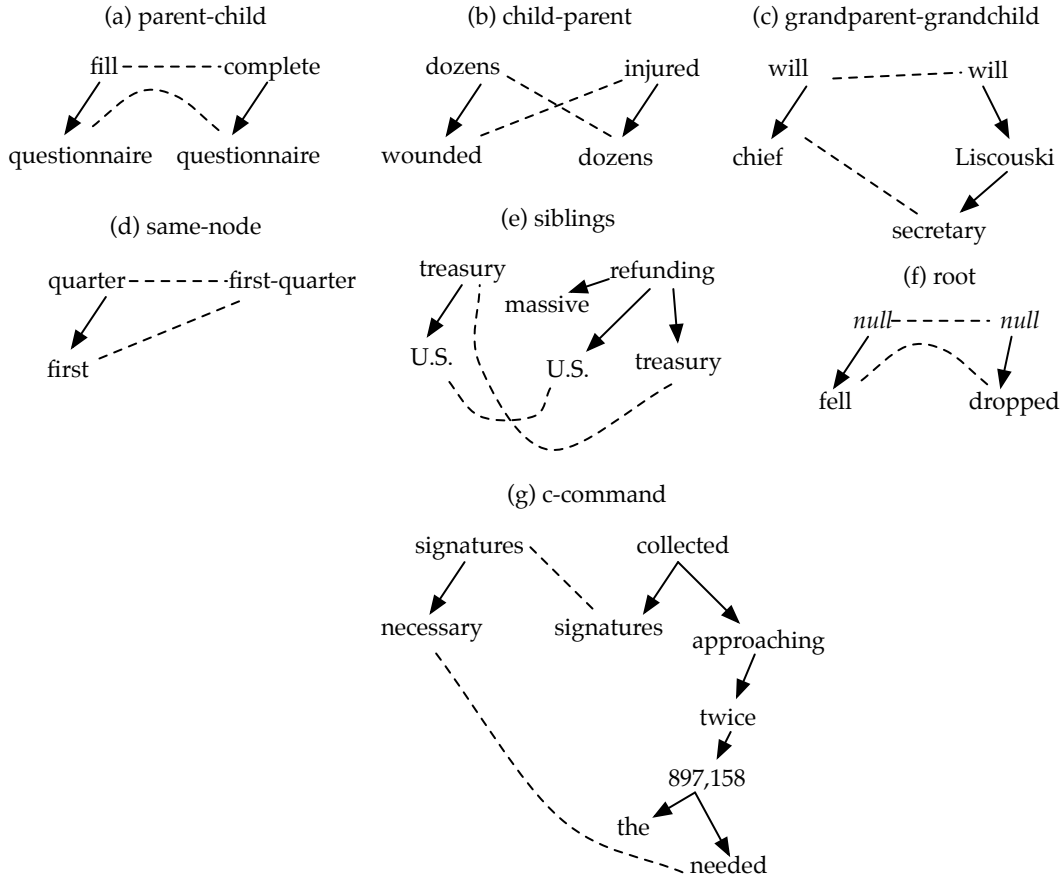 (a) parent-child
fill complete
questionnaire questionnaire
(b) child-parent
dozens injured
wounded dozens
(c) grandparent-grandchild
will will
chief Liscouski
secretary
(d) same-node
quarter first-quarter
first
(e) siblings
treasury refunding
massive
U.S. U.S. treasury
(f) root
null null
fell dropped
(g) c-command
signatures collected
necessary signatures approaching
twice
897,158
the
needed